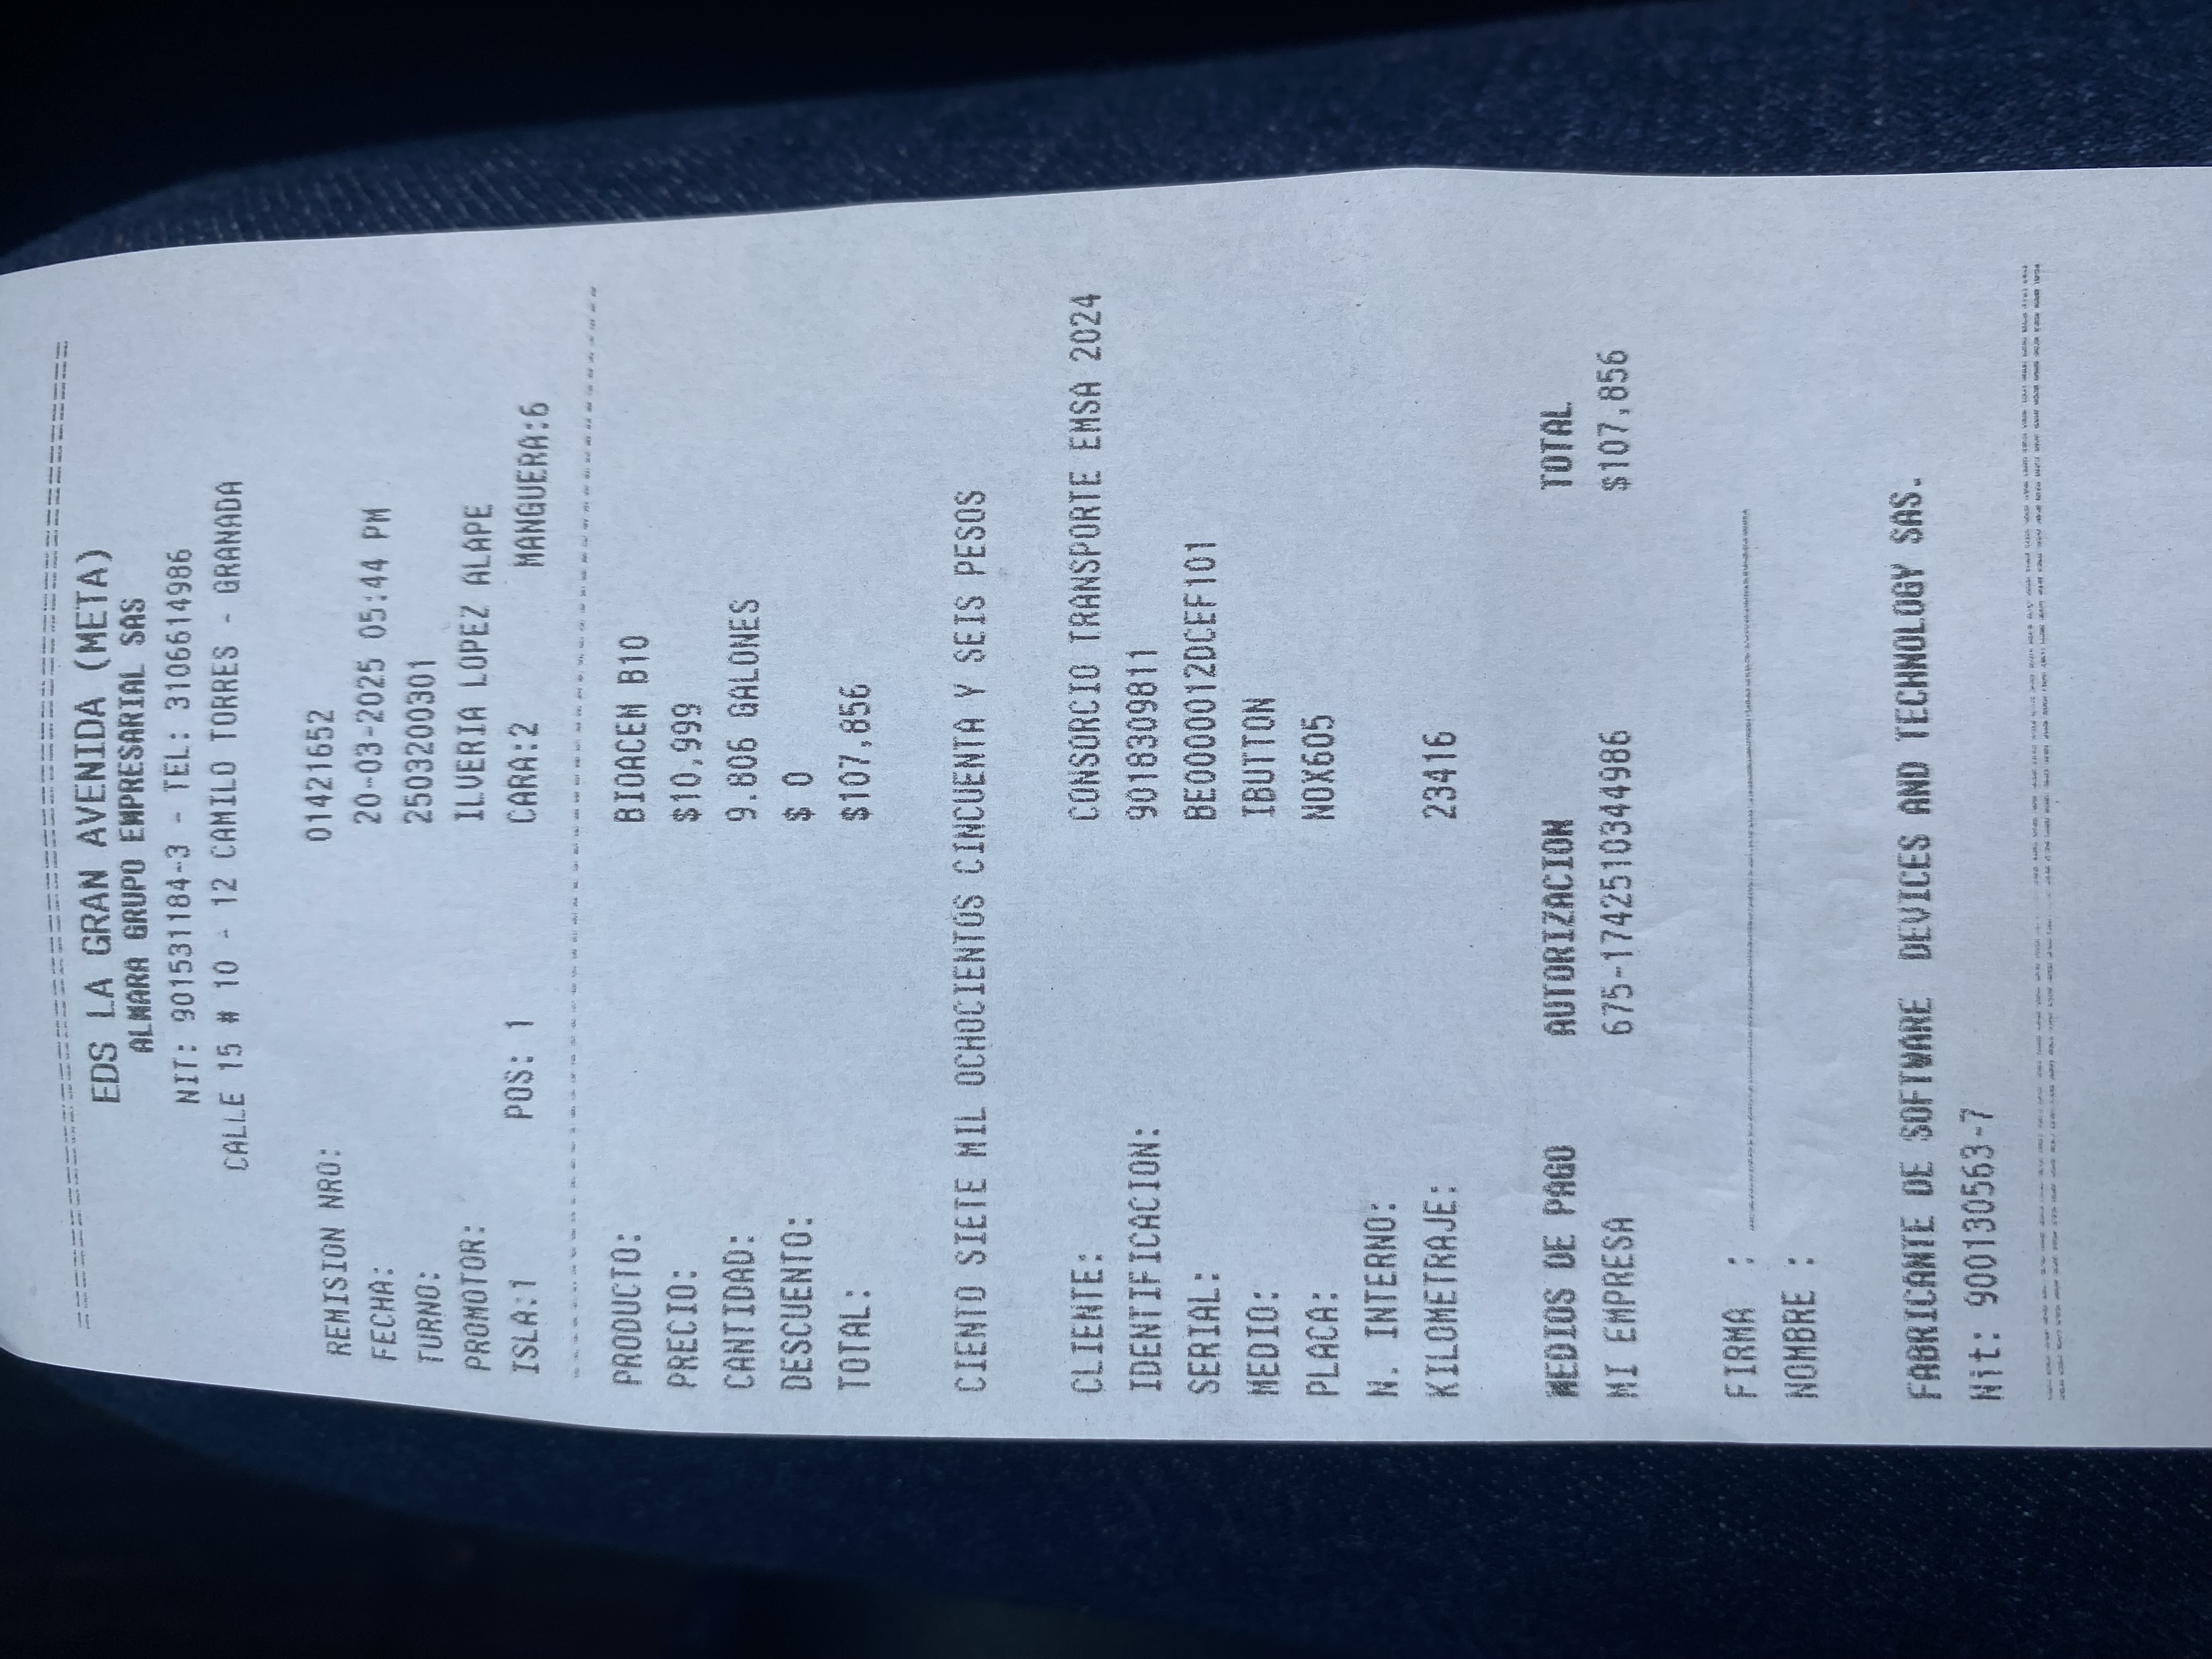 EDS LA GRAN AVENIDA (META)
ALMARA GRUPO EMPRESARIAL SAS
NIT: 901531184-3 - TEL: 3106614986
CALLE 15 # 10 - 12 CAMILO TORRES - GRANADA
REMISION NRO: 01421652
FECHA: 20-03-2025 05:44 PM
TURNO: 2503200301
PROMOTOR: ILVERIA LOPEZ ALAPE
ISLA:1 POS: 1 CARA:2 MANGUERA:6
PRODUCTO: BIOACEM B10
PRECIO: $10,999
CANTIDAD: 9.806 GALONES
DESCUENTO: $ 0
TOTAL: $107,856
CIENTO SIETE MIL OCHOCIENTOS CINCUENTA Y SEIS PESOS
CLIENTE: CONSORCIO TRANSPORTE EMSA 2024
IDENTIFICACION: 9018309811
SERIAL: BE0000012DCEF101
MEDIO: IBUTTON
PLACA: NOX605
N. INTERNO:
KILOMETRAJE: 23416
MEDIOS DE PAGO AUTORIZACION TOTAL
MI EMPRESA 675-1742510344986 $107,856
FIRMA :
NOMBRE :
FABRICANTE DE SOFTWARE DEVICES AND TECHNOLOGY SAS.
Nit: 900130563-7